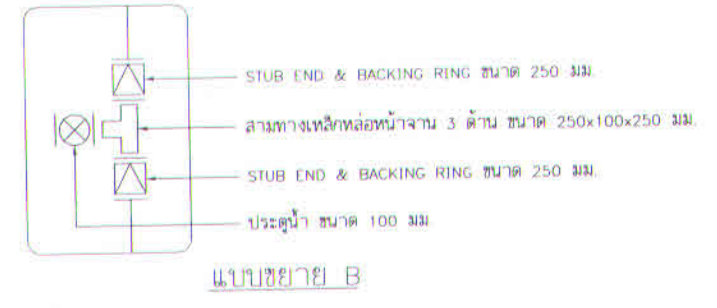 STUB END & BACKING RING ขนาด 250 มม.
สามทางเหล็กหล่อหน้าจาน 3 ด้าน ขนาด 250x100x250 มม.
STUB END & BACKING RING ขนาด 250 มม.
ประตูน้ำ ขนาด 100 มม
แบบขยาย B